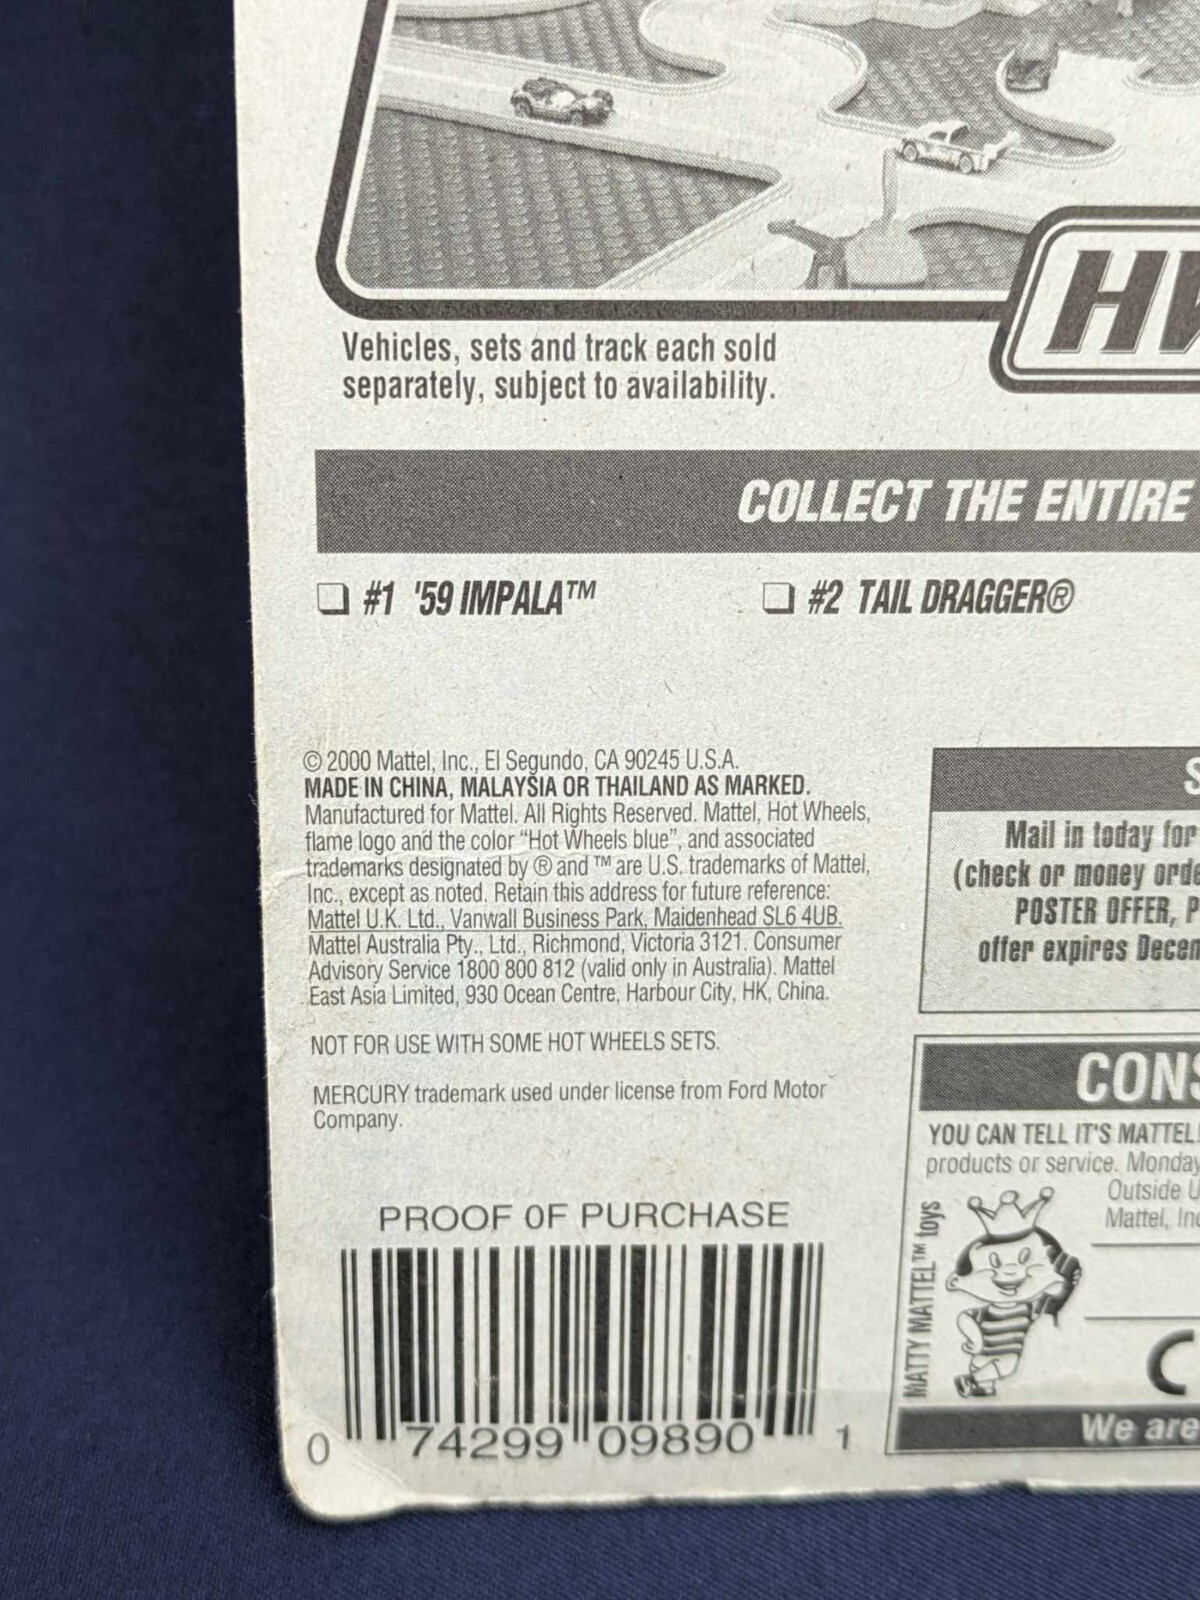 HW
Vehicles, sets and track each sold
separately, subject to availability.
COLLECT THE ENTIRE
#1 '59 IMPALA™
#2 TAIL DRAGGER®
© 2000 Mattel, Inc., El Segundo, CA 90245 U.S.A.
MADE IN CHINA, MALAYSIA OR THAILAND AS MARKED.
Manufactured for Mattel. All Rights Reserved. Mattel, Hot Wheels,
flame logo and the color “Hot Wheels blue”, and associated
trademarks designated by ® and ™ are U.S. trademarks of Mattel,
Inc., except as noted. Retain this address for future reference:
Mattel U.K. Ltd., Vanwall Business Park, Maidenhead SL6 4UB.
Mattel Australia Pty., Ltd., Richmond, Victoria 3121. Consumer
Advisory Service 1800 800 812 (valid only in Australia). Mattel
East Asia Limited, 930 Ocean Centre, Harbour City, HK, China.
NOT FOR USE WITH SOME HOT WHEELS SETS.
MERCURY trademark used under license from Ford Motor
Company.
PROOF OF PURCHASE
0 74299 09890 1
S
Mail in today for
(check or money orde
POSTER OFFER, P
offer expires Decem
CONS
YOU CAN TELL IT'S MATTEL!
products or service. Monday
Outside U
Mattel, Inc
MATTY MATTEL™ toys
C
We are